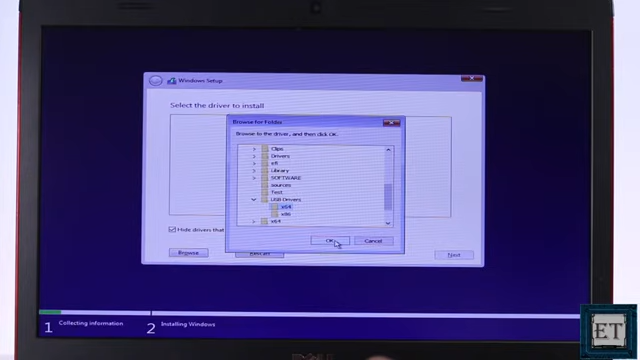 Windows Setup
Select the driver to install
Browse for Folder
Browse to the driver, and then click OK.
Clips
Drivers
efi
Library
SOFTWARE
sources
Test
USB Drivers
x64
x86
x64
Hide drivers that
OK
Cancel
Browse
Rescan
Next
1 Collecting information
2 Installing Windows
ET